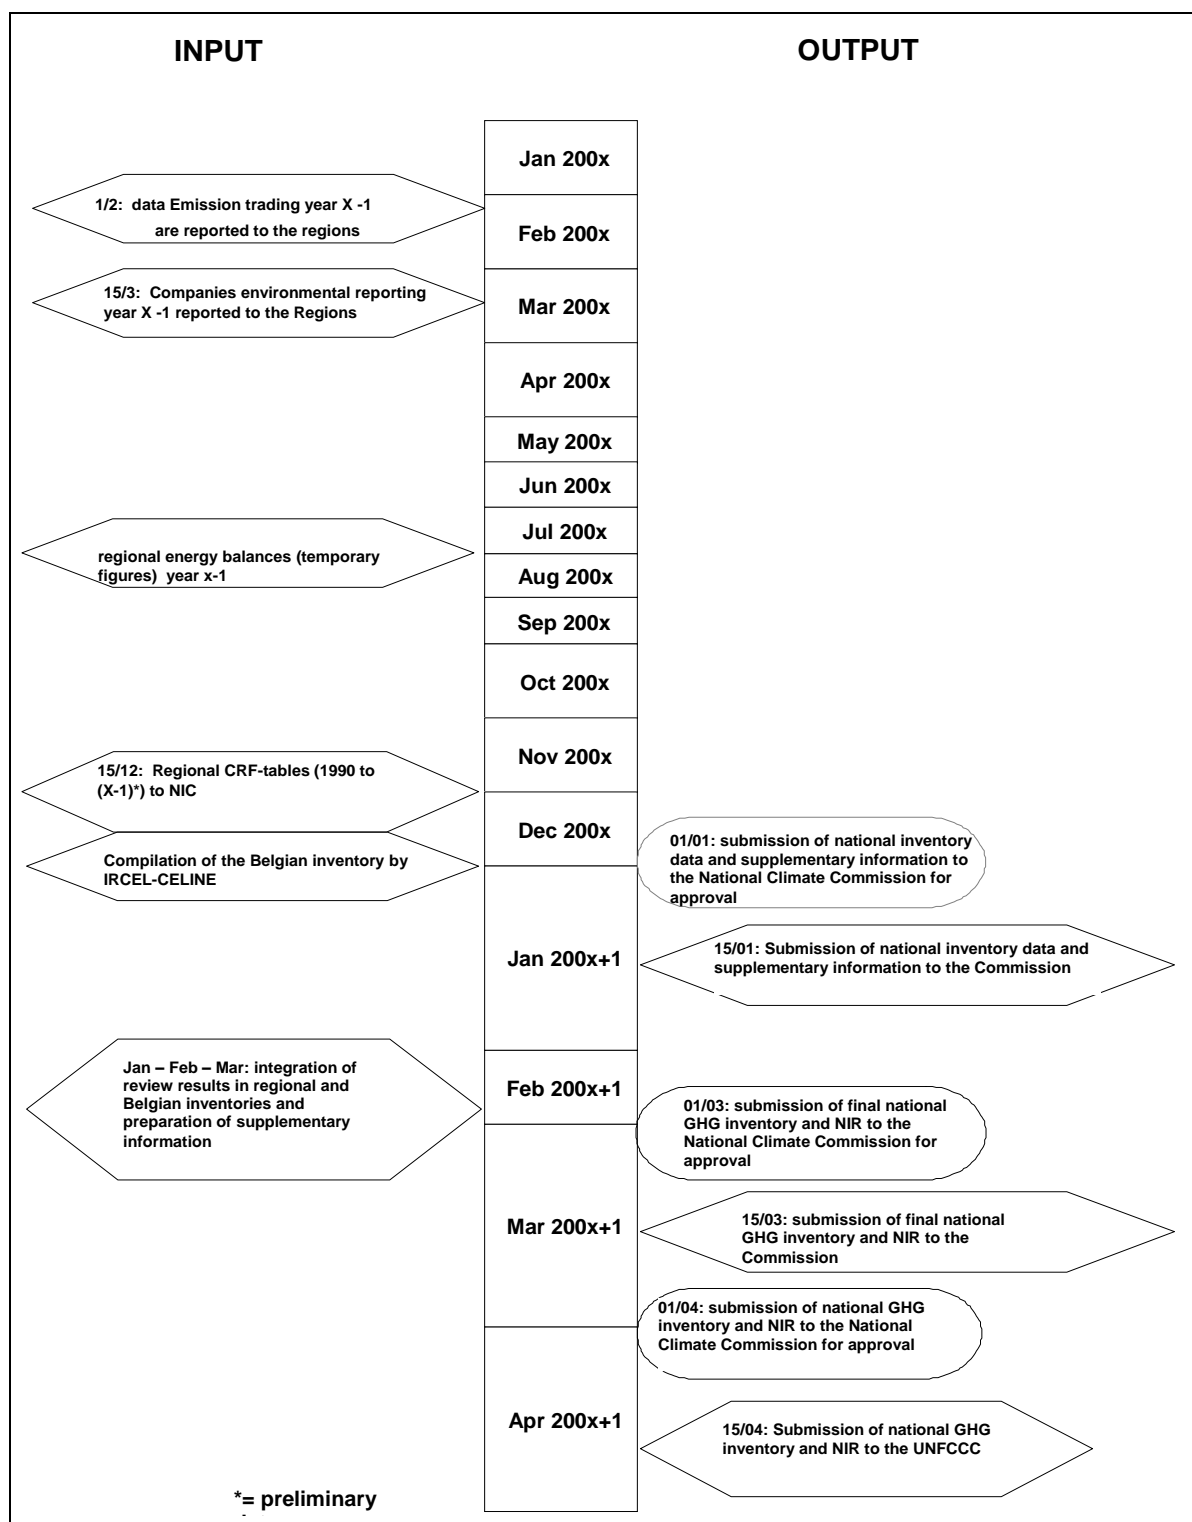 INPUT
OUTPUT
Jan 200x
1/2: data Emission trading year X -1
are reported to the regions
Feb 200x
15/3: Companies environmental reporting
year X -1 reported to the Regions
Mar 200x
Apr 200x
May 200x
Jun 200x
Jul 200x
regional energy balances (temporary
figures) year x-1
Aug 200x
Sep 200x
Oct 200x
Nov 200x
15/12: Regional CRF-tables (1990 to
(X-1)*) to NIC
Dec 200x
Compilation of the Belgian inventory by
IRCEL-CELINE
01/01: submission of national inventory
data and supplementary information to
the National Climate Commission for
approval
Jan 200x+1
15/01: Submission of national inventory data and
supplementary information to the Commission
Jan – Feb – Mar: integration of
review results in regional and
Belgian inventories and
preparation of supplementary
information
Feb 200x+1
01/03: submission of final national
GHG inventory and NIR to the
National Climate Commission for
approval
Mar 200x+1
15/03: submission of final national
GHG inventory and NIR to the
Commission
01/04: submission of national GHG
inventory and NIR to the National
Climate Commission for approval
Apr 200x+1
15/04: Submission of national GHG
inventory and NIR to the UNFCCC
*= preliminary